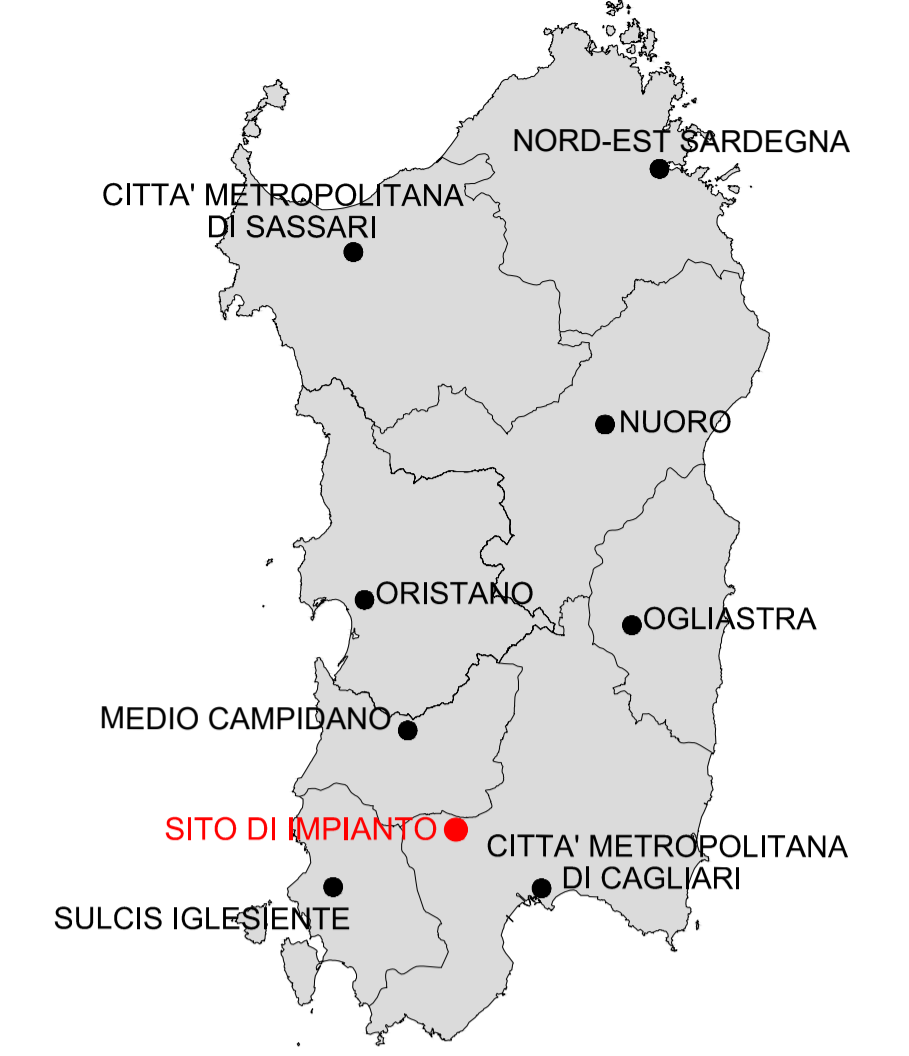 NORD-EST SARDEGNA
CITTA' METROPOLITANA
DI SASSARI
NUORO
ORISTANO
OGLIASTRA
MEDIO CAMPIDANO
SITO DI IMPIANTO
CITTA' METROPOLITANA
DI CAGLIARI
SULCIS IGLESIENTE